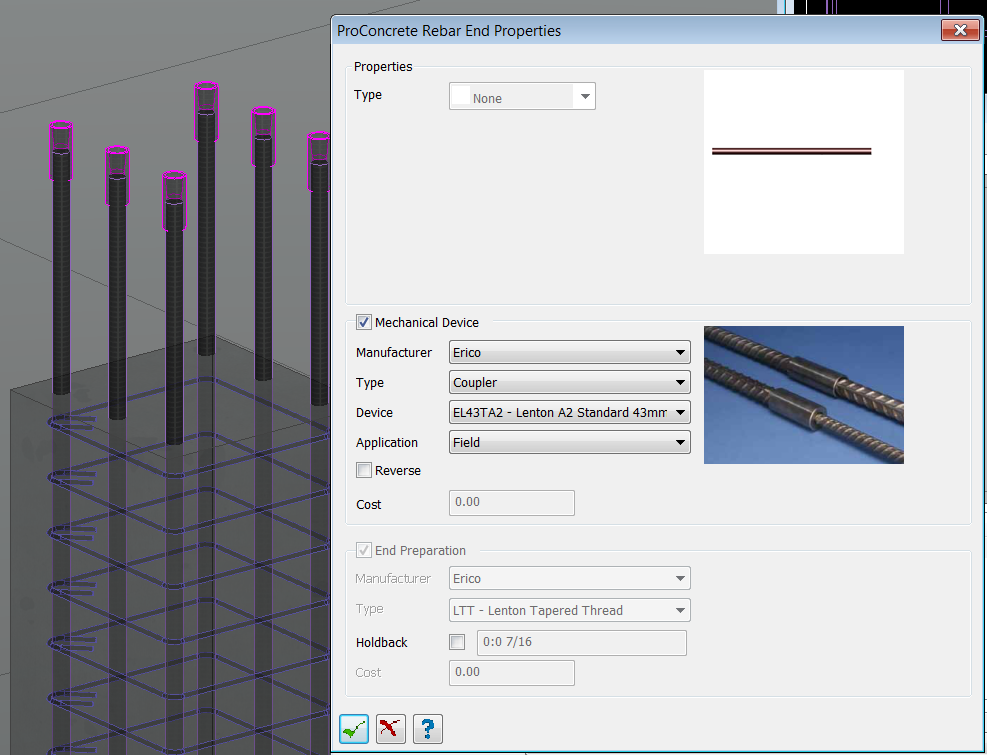 ProConcrete Rebar End Properties
Properties
Type None
Mechanical Device
Manufacturer Erico
Type Coupler
Device EL43TA2 - Lenton A2 Standard 43mm
Application Field
Reverse
Cost 0.00
End Preparation
Manufacturer Erico
Type LTT - Lenton Tapered Thread
Holdback 0:0 7/16
Cost 0.00
?